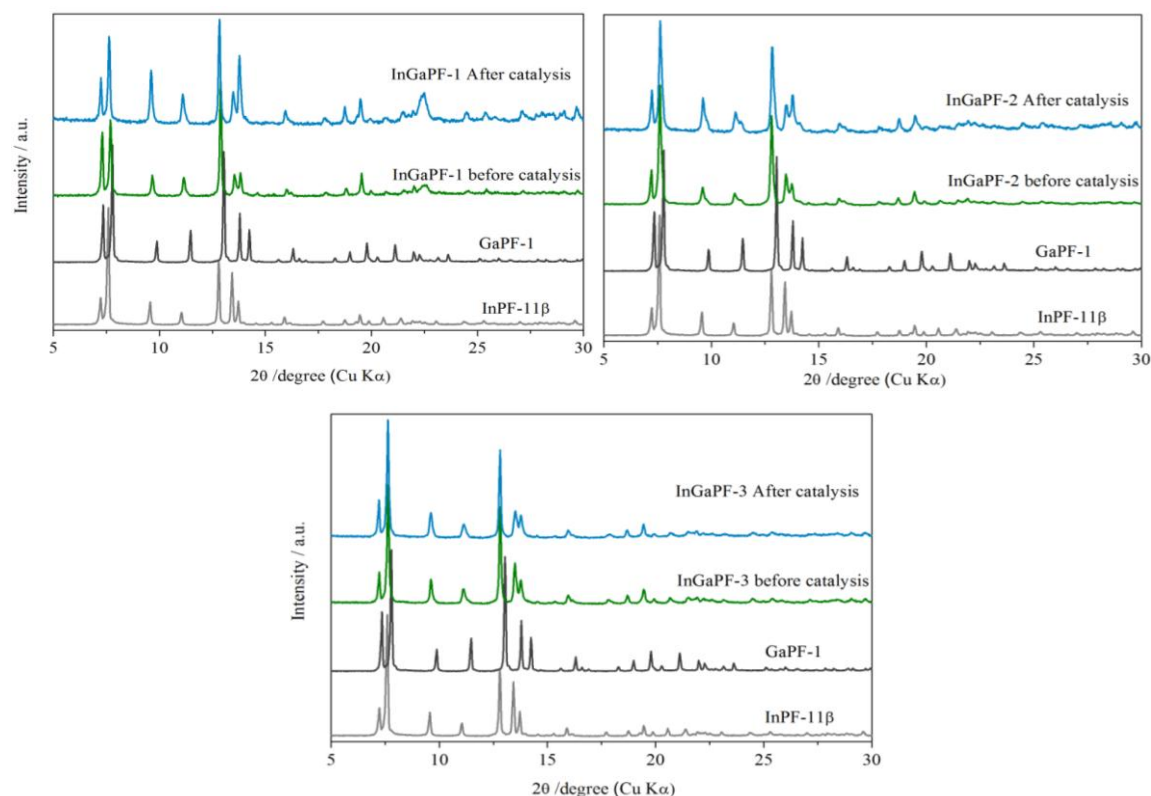 Intensity / a.u.
InGaPF-1 After catalysis
InGaPF-1 before catalysis
GaPF-1
InPF-11β
5 10 15 20 25 30
2θ /degree (Cu Kα)
InGaPF-2 After catalysis
InGaPF-2 before catalysis
GaPF-1
InPF-11β
5 10 15 20 25 30
2θ /degree (Cu Kα)
Intensity / a.u.
InGaPF-3 After catalysis
InGaPF-3 before catalysis
GaPF-1
InPF-11β
5 10 15 20 25 30
2θ /degree (Cu Kα)